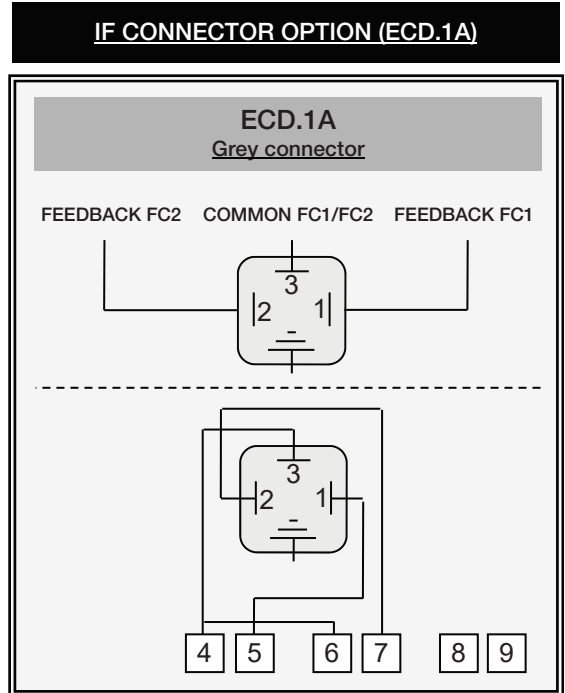 IF CONNECTOR OPTION (ECD.1A)
ECD.1A
Grey connector
FEEDBACK FC2 COMMON FC1/FC2 FEEDBACK FC1
3
2 1
3
2 1
4 5 6 7 8 9